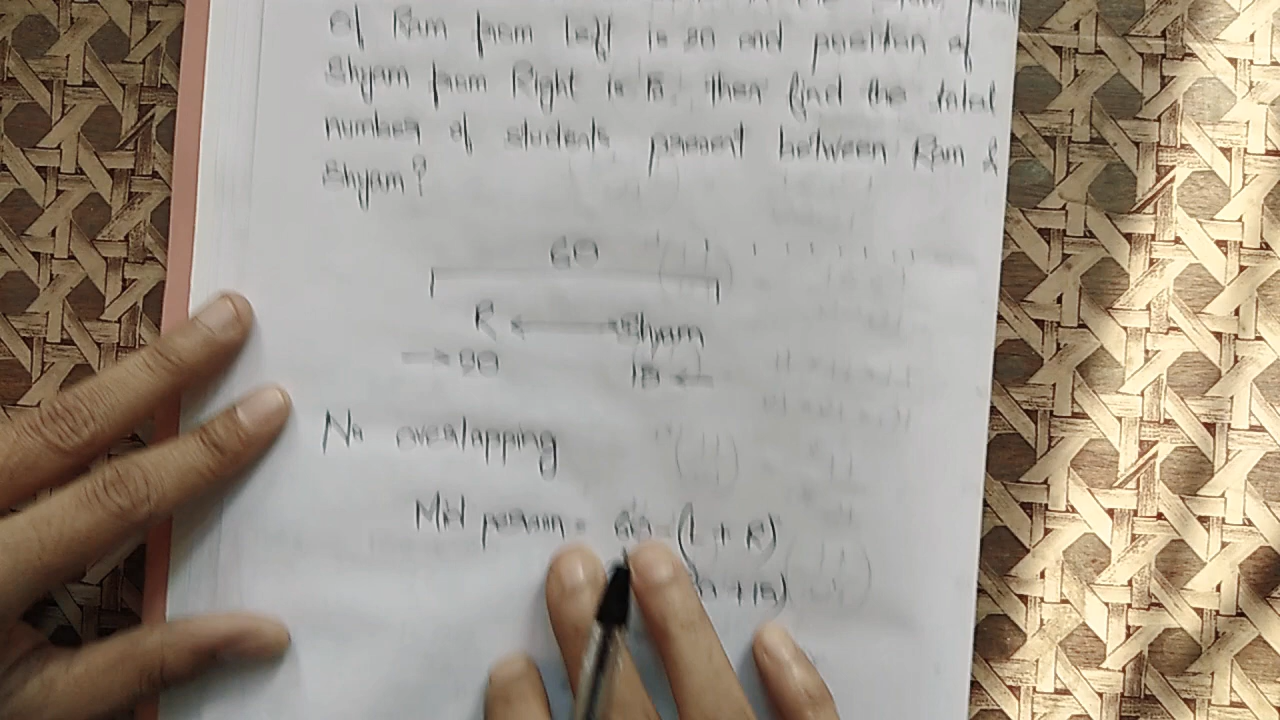 of Ram from left is 20 and position of
Shyam from Right is 15, then find the total
number of students present between Ram &
Shyam?
60
R Shyam
→ 20 15 ←
No overlapping
Mid person = 60 - (L + R)
+ 15)